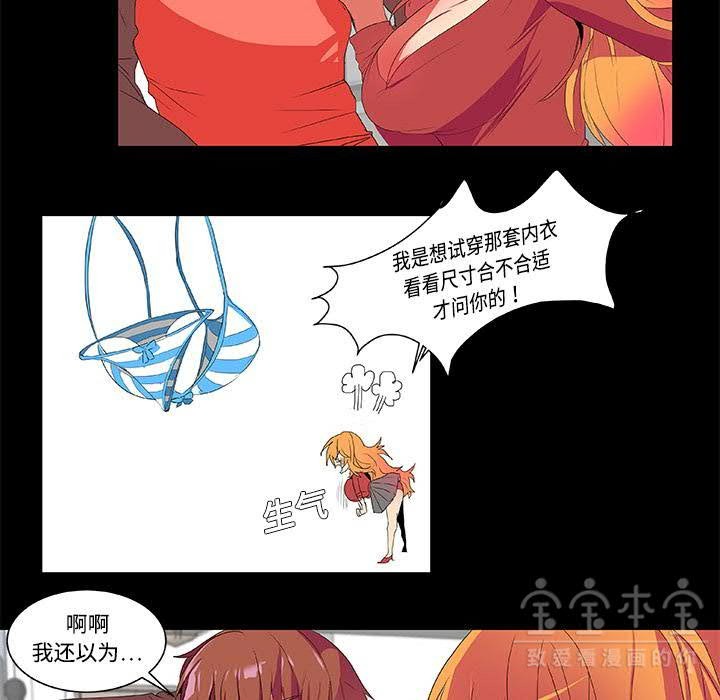 我是想试穿那套内衣
看看尺寸合不合适
才问你的！
生气
啊啊
我还以为...
宝宝本宝
致爱看漫画的你